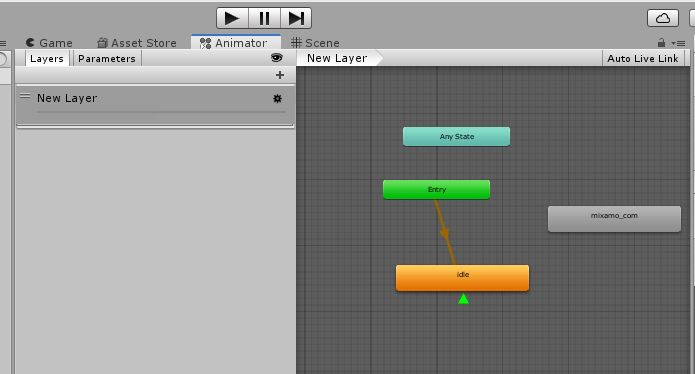 Game Asset Store Animator Scene
Layers Parameters
New Layer Auto Live Link
New Layer
Any State
Entry
mixamo_com
idle